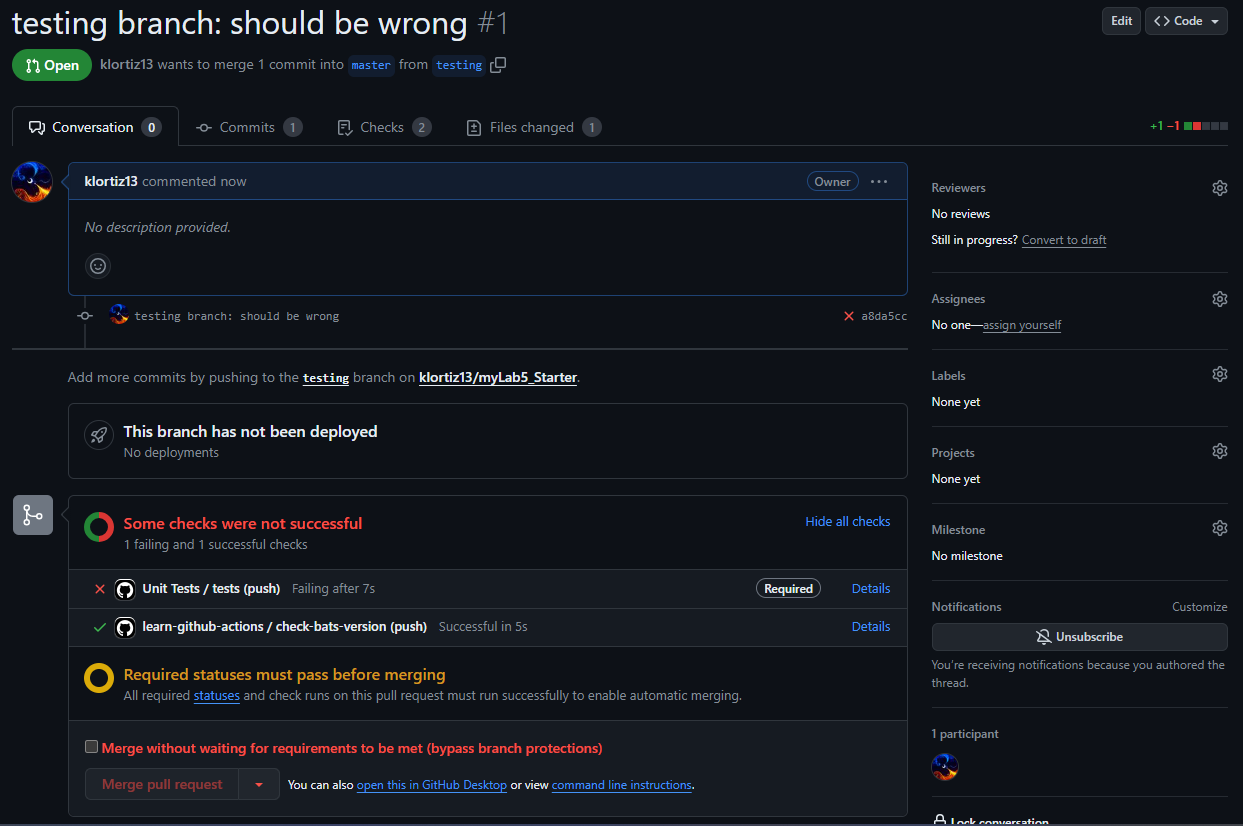 testing branch: should be wrong #1
Edit
<> Code
Open
klortiz13 wants to merge 1 commit into master from testing
Conversation 0
Commits 1
Checks 2
Files changed 1
+1 −1
klortiz13 commented now
Owner
No description provided.
testing branch: should be wrong
a8da5cc
Add more commits by pushing to the testing branch on klortiz13/myLab5_Starter.
This branch has not been deployed
No deployments
Some checks were not successful
1 failing and 1 successful checks
Hide all checks
Unit Tests / tests (push) Failing after 7s
Required
Details
learn-github-actions / check-bats-version (push) Successful in 5s
Details
Required statuses must pass before merging
All required statuses and check runs on this pull request must run successfully to enable automatic merging.
Merge without waiting for requirements to be met (bypass branch protections)
Merge pull request
You can also open this in GitHub Desktop or view command line instructions.
Reviewers
No reviews
Still in progress? Convert to draft
Assignees
No one—assign yourself
Labels
None yet
Projects
None yet
Milestone
No milestone
Notifications
Customize
Unsubscribe
You're receiving notifications because you authored the
thread.
1 participant
Lock conversation